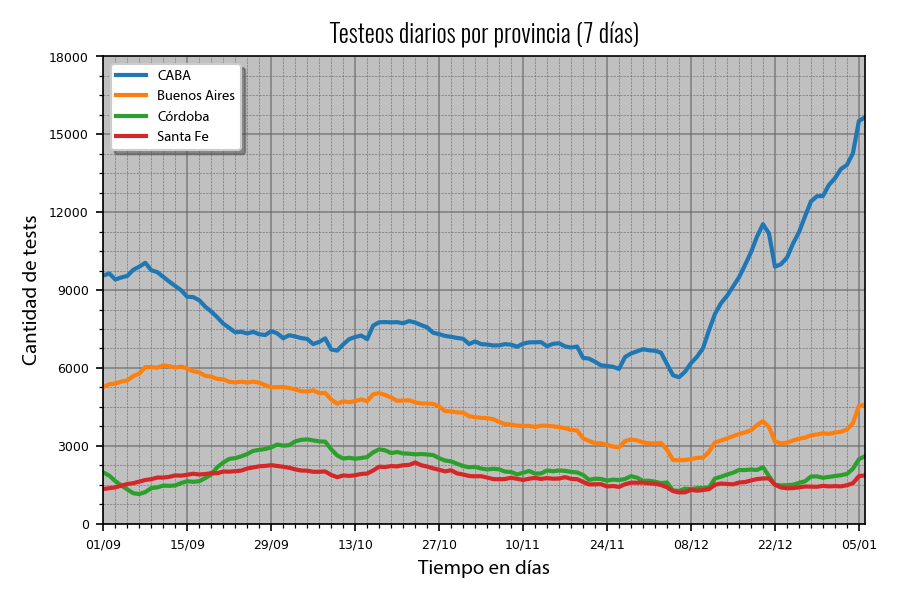 Testeos diarios por provincia (7 días)
CABA
Buenos Aires
Córdoba
Santa Fe
Cantidad de tests
18000
15000
12000
9000
6000
3000
0
01/09 15/09 29/09 13/10 27/10 10/11 24/11 08/12 22/12 05/01
Tiempo en días